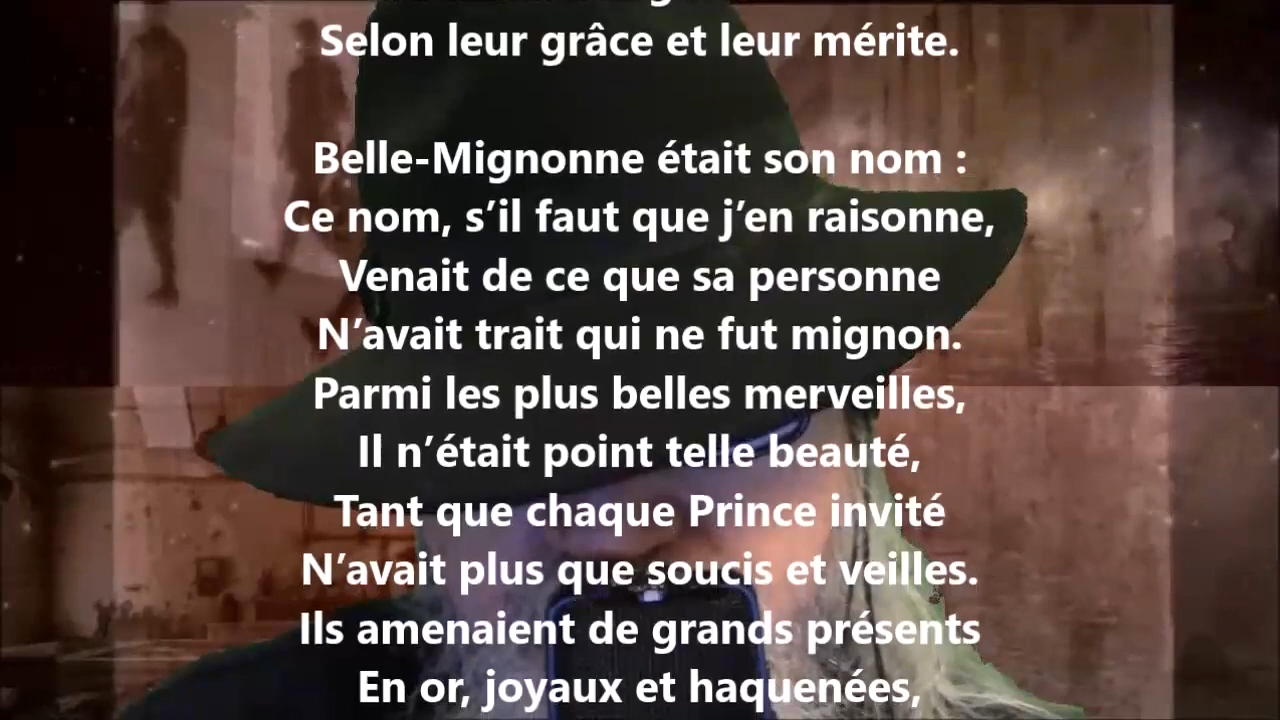 Selon leur grâce et leur mérite.
Belle-Mignonne était son nom :
Ce nom, s’il faut que j’en raisonne,
Venait de ce que sa personne
N’avait trait qui ne fut mignon.
Parmi les plus belles merveilles,
Il n’était point telle beauté,
Tant que chaque Prince invité
N’avait plus que soucis et veilles.
Ils amenaient de grands présents
En or, joyaux et haquenées,